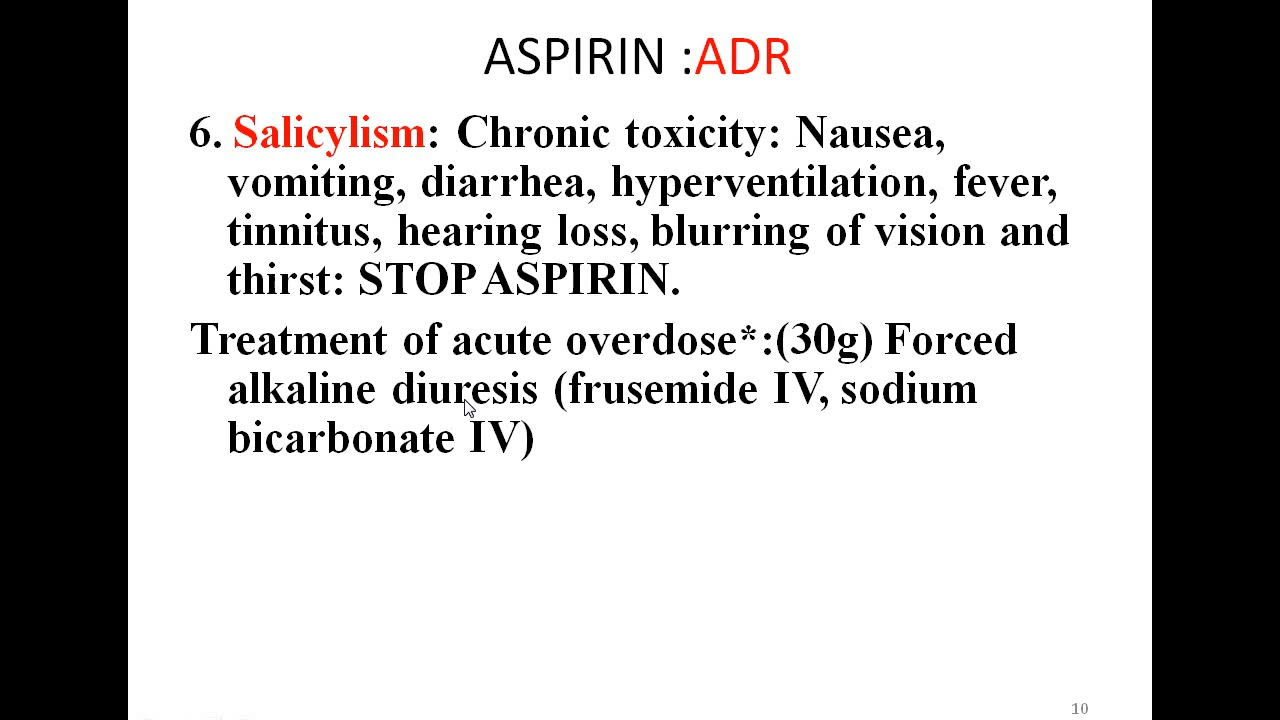 ASPIRIN :ADR
6. Salicylism: Chronic toxicity: Nausea,
vomiting, diarrhea, hyperventilation, fever,
tinnitus, hearing loss, blurring of vision and
thirst: STOP ASPIRIN.
Treatment of acute overdose*:(30g) Forced
alkaline diuresis (frusemide IV, sodium
bicarbonate IV)
10